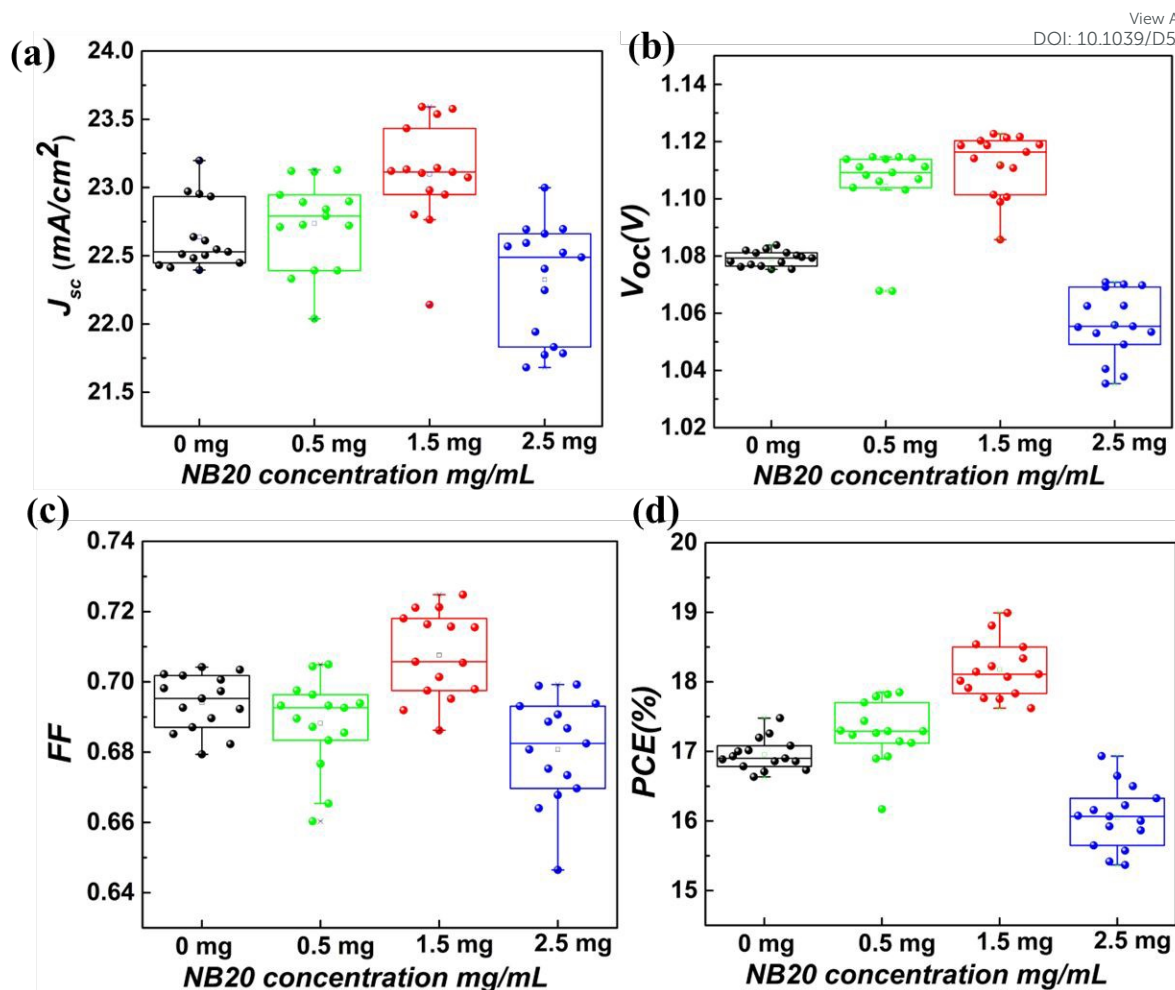 View A
DOI: 10.1039/D5
(a)
24.0
23.5
23.0
22.5
22.0
21.5
Jsc (mA/cm2)
0 mg 0.5 mg 1.5 mg 2.5 mg
NB20 concentration mg/mL
(b)
1.14
1.12
1.10
1.08
1.06
1.04
1.02
Voc(V)
0 mg 0.5 mg 1.5 mg 2.5 mg
NB20 concentration mg/mL
(c)
0.74
0.72
0.70
0.68
0.66
0.64
FF
0 mg 0.5 mg 1.5 mg 2.5 mg
NB20 concentration mg/mL
(d)
20
19
18
17
16
15
PCE(%)
0 mg 0.5 mg 1.5 mg 2.5 mg
NB20 concentration mg/mL